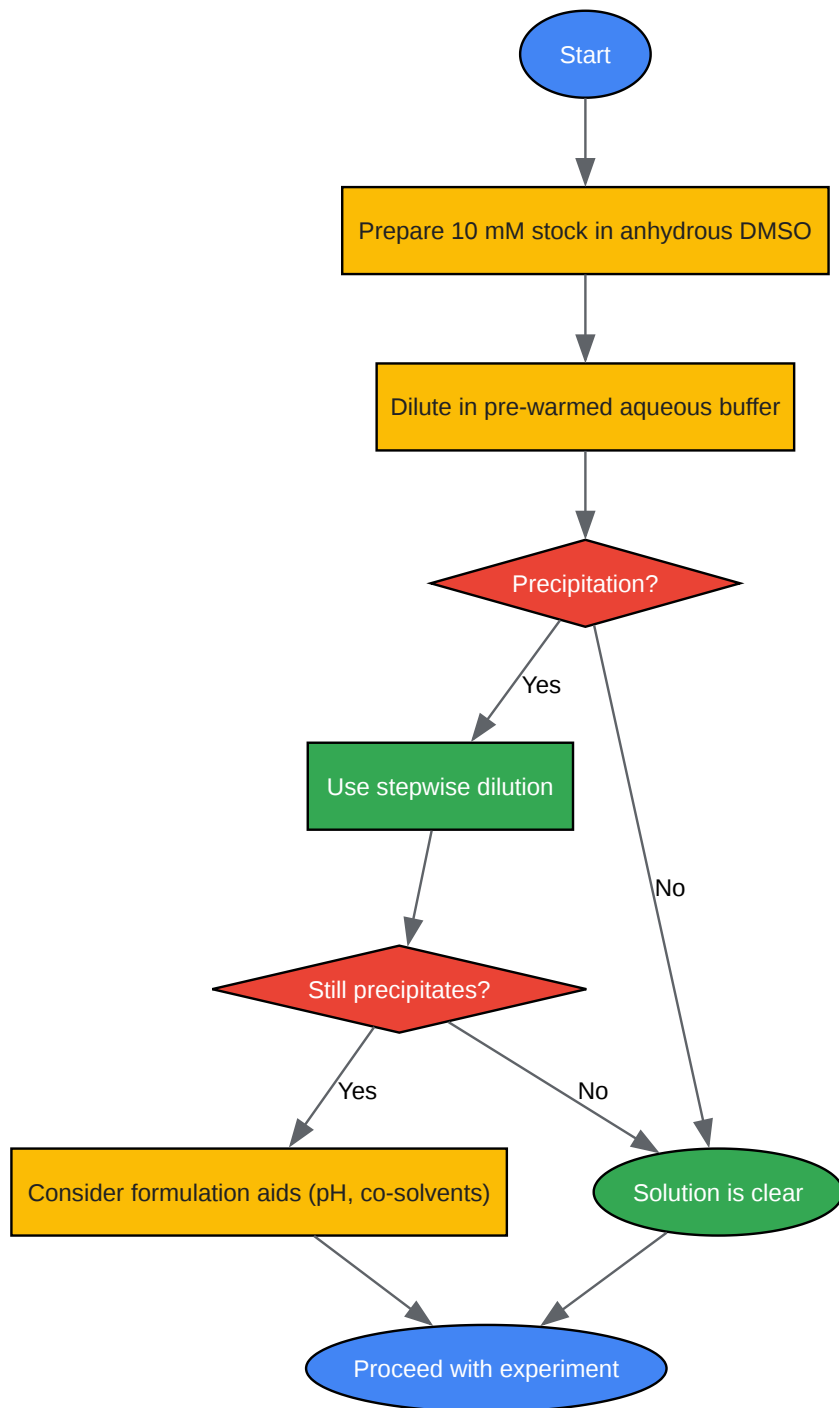 Start
Prepare 10 mM stock in anhydrous DMSO
Dilute in pre-warmed aqueous buffer
Precipitation?
Yes
Use stepwise dilution
No
Still precipitates?
Yes
No
Consider formulation aids (pH, co-solvents)
Solution is clear
Proceed with experiment